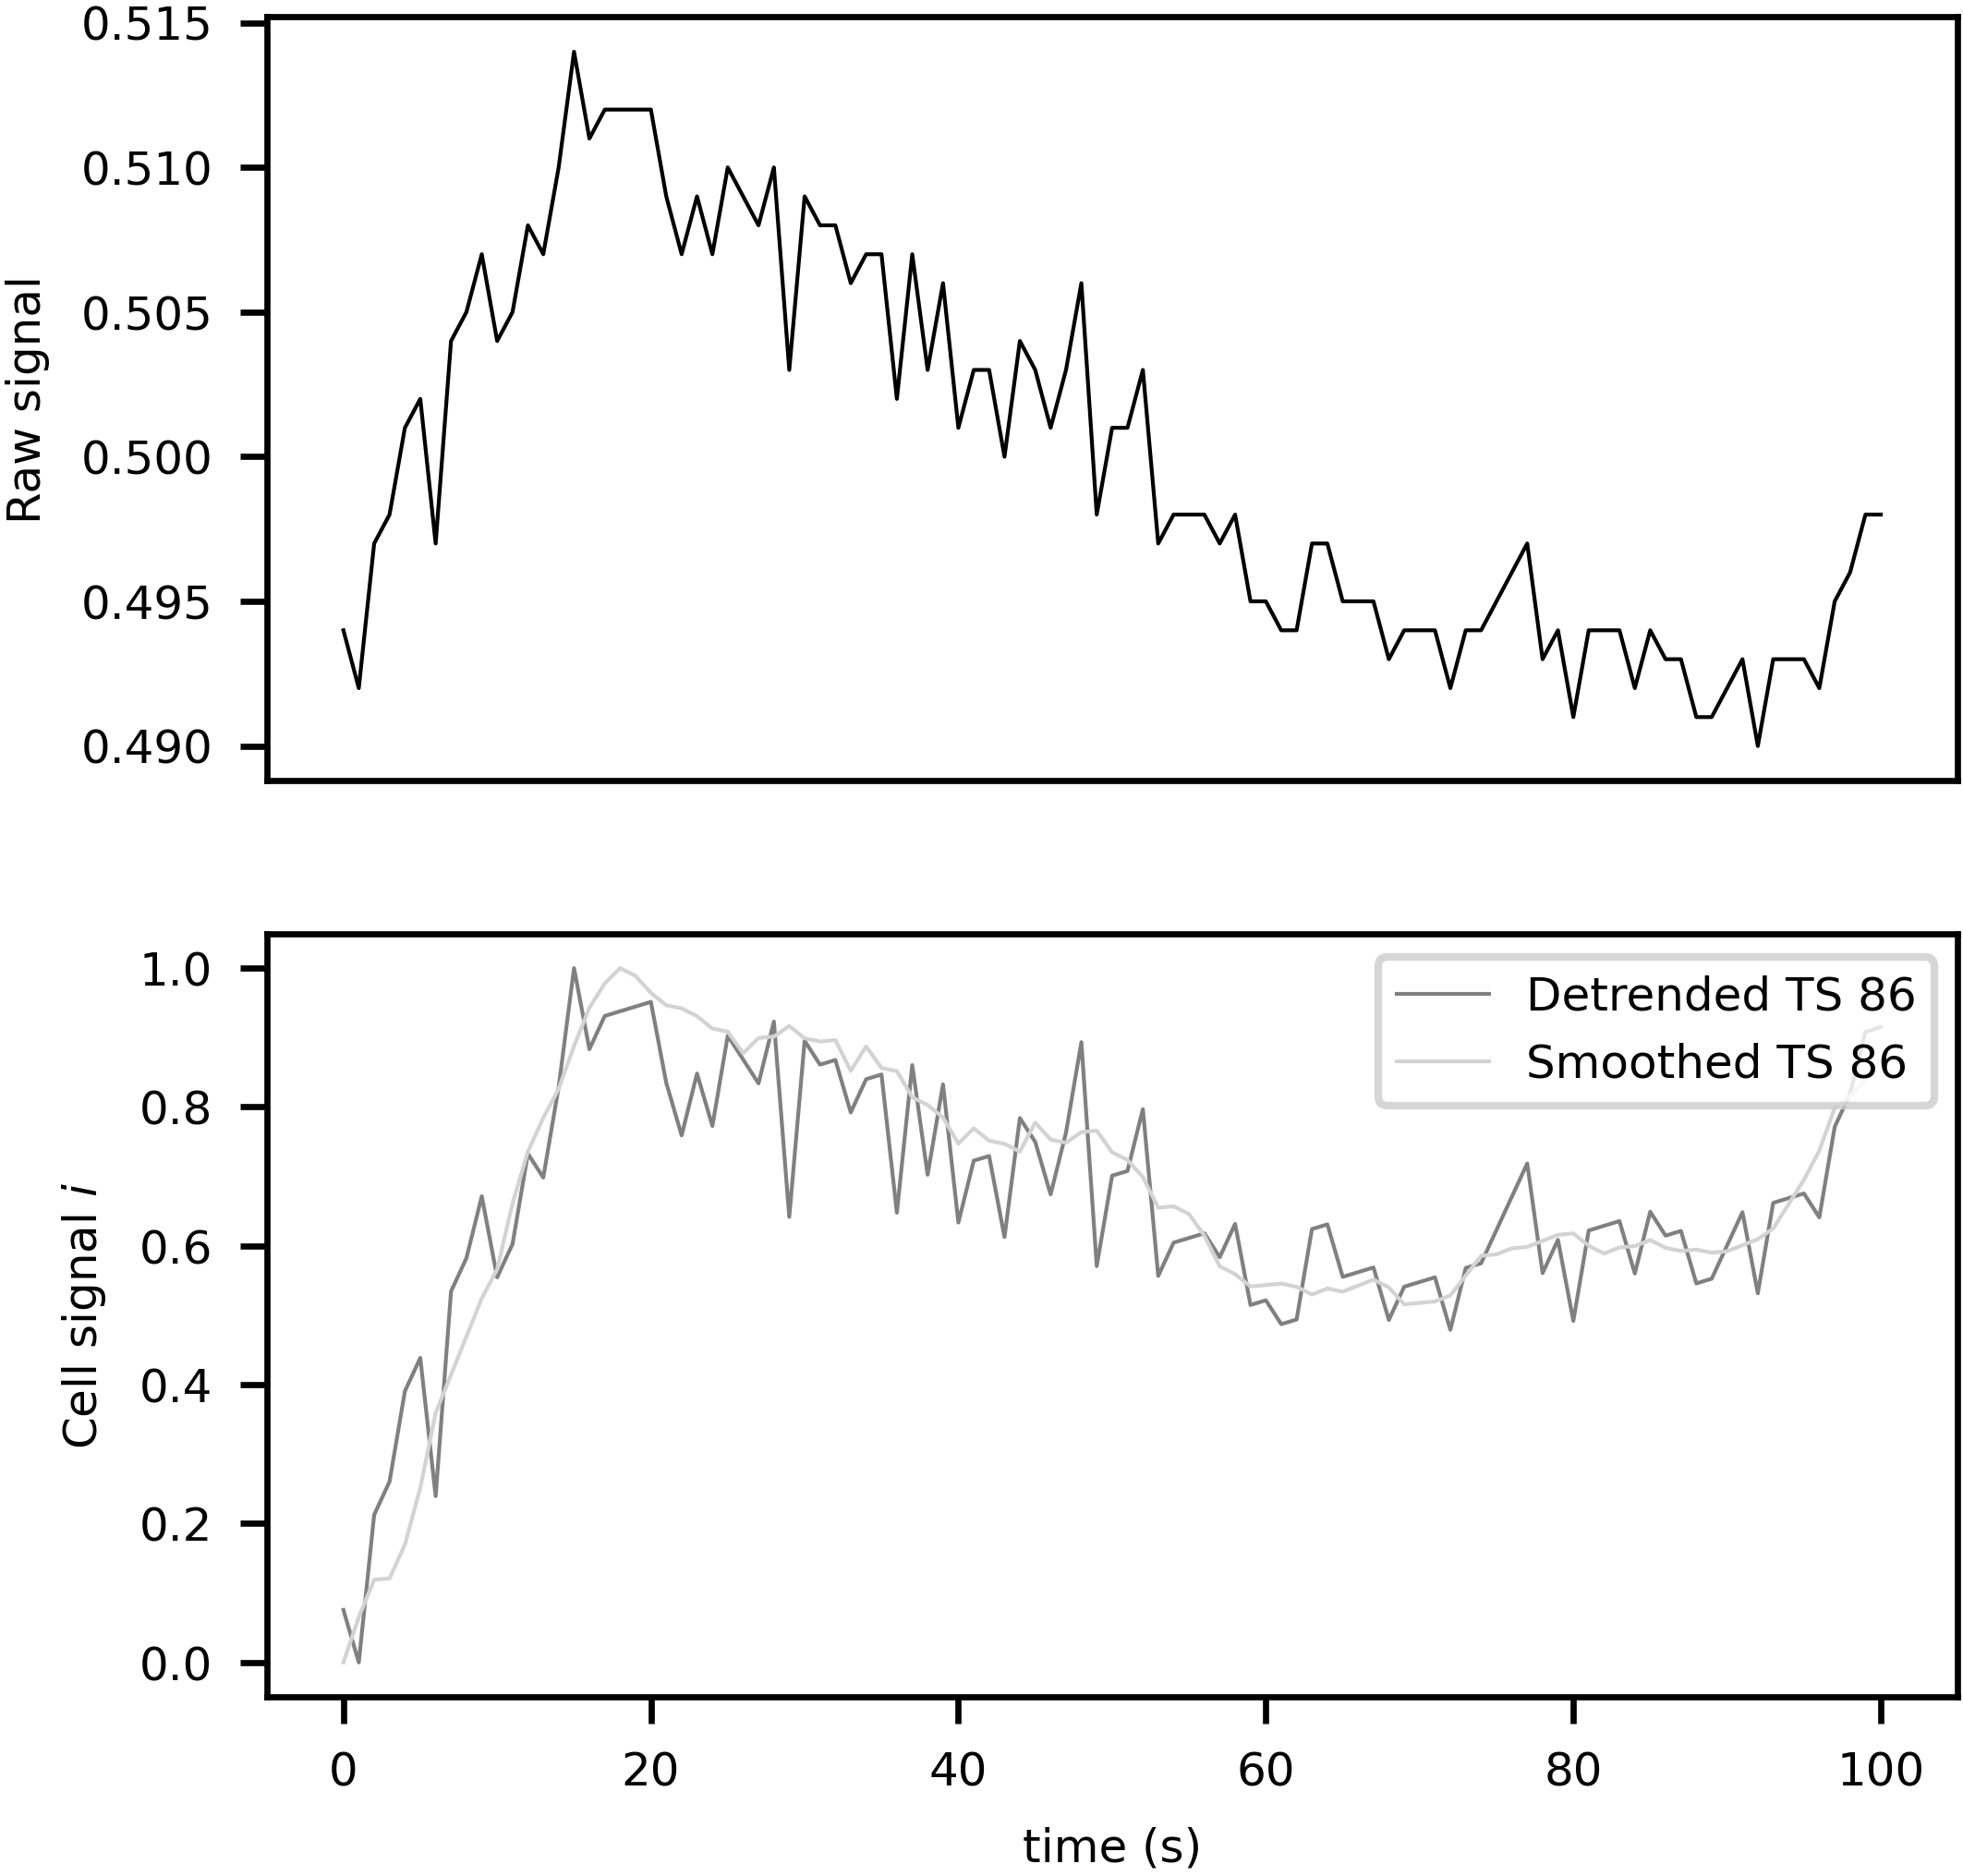 0.515
0.510
0.505
0.500
0.495
0.490
Raw signal
1.0
0.8
0.6
0.4
0.2
0.0
Cell signal i
Detrended TS 86
Smoothed TS 86
0 20 40 60 80 100
time (s)